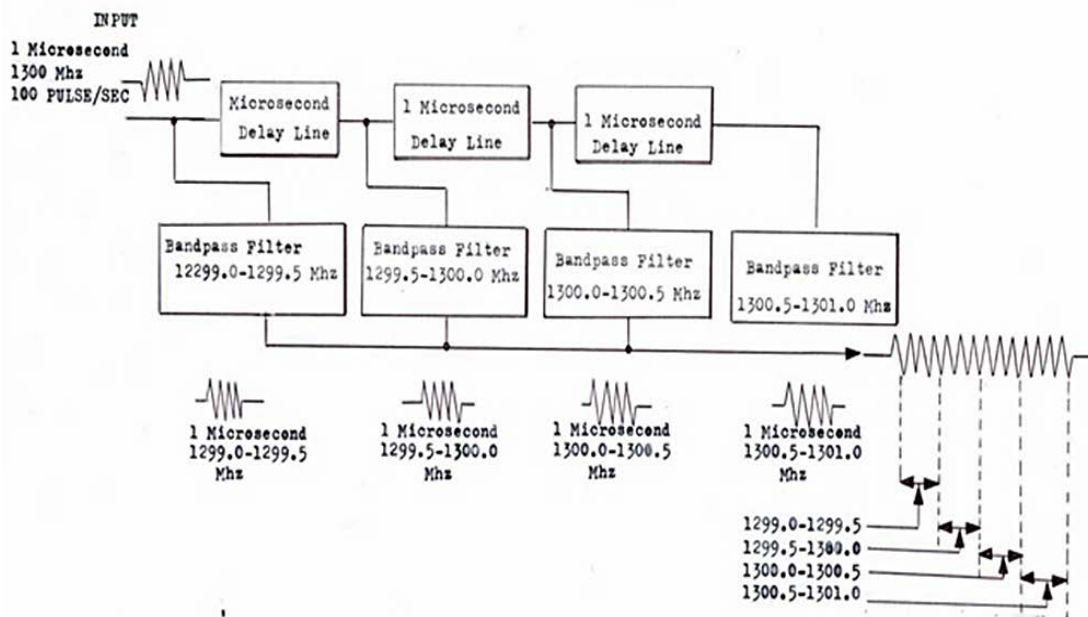 INPUT
1 Microsecond
1300 Mhz
100 PULSE/SEC
Microsecond
Delay Line
1 Microsecond
Delay Line
1 Microsecond
Delay Line
Bandpass Filter
12299.0-1299.5 Mhz
Bandpass Filter
1299.5-1300.0 Mhz
Bandpass Filter
1300.0-1300.5 Mhz
Bandpass Filter
1300.5-1301.0 Mhz
1 Microsecond
1299.0-1299.5
Mhz
1 Microsecond
1299.5-1300.0
Mhz
1 Microsecond
1300.0-1300.5
Mhz
1 Microsecond
1300.5-1301.0
Mhz
1299.0-1299.5
1299.5-1300.0
1300.0-1300.5
1300.5-1301.0